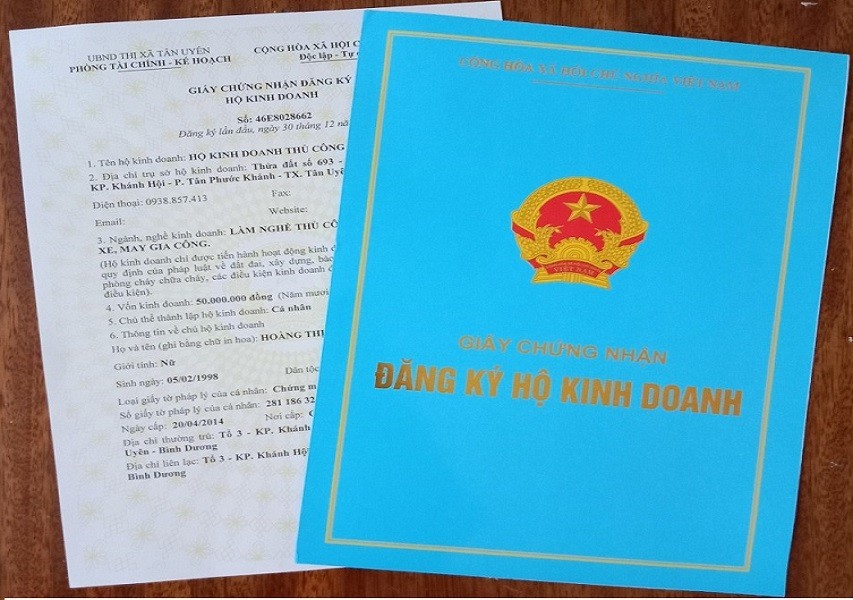 UBND THỊ XÃ TÂN UYÊN
PHÒNG TÀI CHÍNH - KẾ HOẠCH
CỘNG HÒA XÃ HỘI C
Độc lập - Tự
GIẤY CHỨNG NHẬN ĐĂNG KÝ
HỘ KINH DOANH
Số: 46E8028662
Đăng ký lần đầu, ngày 30 tháng 12 nă
1. Tên hộ kinh doanh: HỘ KINH DOANH THỦ CÔNG
2. Địa chỉ trụ sở hộ kinh doanh: Thửa đất số 693 -
KP. Khánh Hội - P. Tân Phước Khánh - TX. Tân Uyê
Điện thoại: 0938.857.413 Fax:
Email: Website:
3. Ngành, nghề kinh doanh: LÀM NGHỀ THỦ CÔ
XE, MAY GIA CÔNG.
(Hộ kinh doanh chỉ được tiến hành hoạt động kinh d
quy định của pháp luật về đất đai, xây dựng, bảo
phòng cháy chữa cháy, các điều kiện kinh doanh
điều kiện).
4. Vốn kinh doanh: 50.000.000 đồng (Năm mươi
5. Chủ thể thành lập hộ kinh doanh: Cá nhân
6. Thông tin về chủ hộ kinh doanh
Họ và tên (ghi bằng chữ in hoa): HOÀNG THỊ
Giới tính: Nữ
Sinh ngày: 05/02/1998 Dân tộc
Loại giấy tờ pháp lý của cá nhân: Chứng m
Số giấy tờ pháp lý của cá nhân: 281 186 32
Ngày cấp: 20/04/2014 Nơi cấp: C
Địa chỉ thường trú: Tổ 3 - KP. Khánh
Uyên - Bình Dương
Địa chỉ liên lạc: Tổ 3 - KP. Khánh Hội
Bình Dương
CỘNG HÒA XÃ HỘI CHỦ NGHĨA VIỆT NAM
VIỆT NAM
GIẤY CHỨNG NHẬN
ĐĂNG KÝ HỘ KINH DOANH